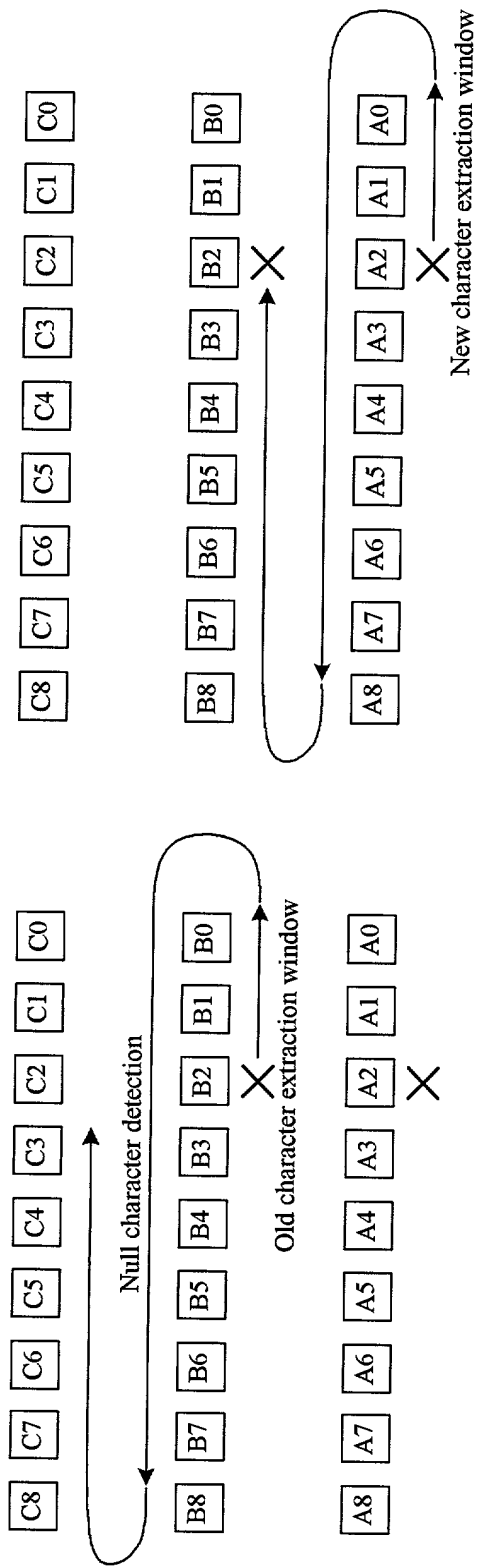 C8 C7 C6 C5 C4 C3 C2 C1 C0 C8 C7 C6 C5 C4 C3 C2 C1 C0
Null character detection
B8 B7 B6 B5 B4 B3 B2 B1 B0 B8 B7 B6 B5 B4 B3 B2 B1 B0
Old character extraction window
A8 A7 A6 A5 A4 A3 A2 A1 A0 A8 A7 A6 A5 A4 A3 A2 A1 A0
New character extraction window